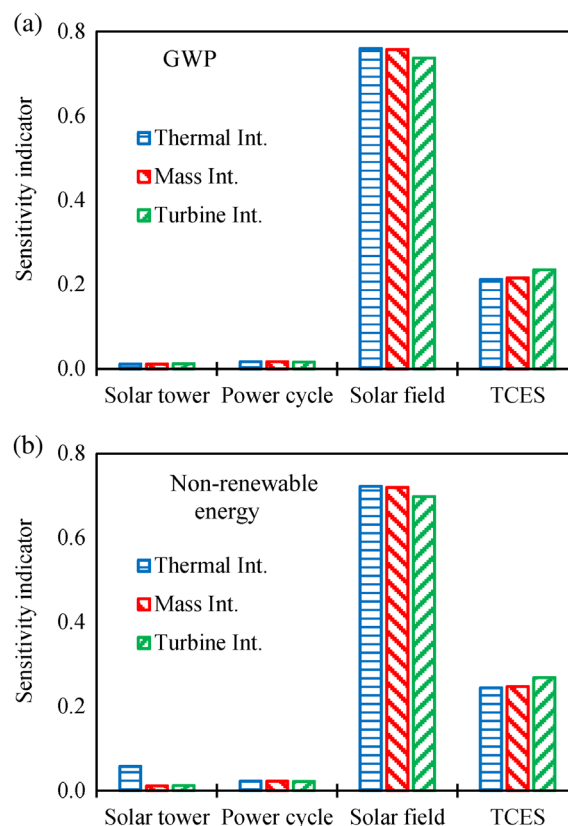 (a)
0.8
GWP
0.6
Thermal Int.
Mass Int.
0.4
Turbine Int.
Sensitivity indicator
0.2
0.0
Solar tower Power cycle Solar field TCES
(b)
0.8
Non-renewable
energy
0.6
Thermal Int.
Mass Int.
0.4
Turbine Int.
Sensitivity indicator
0.2
0.0
Solar tower Power cycle Solar field TCES